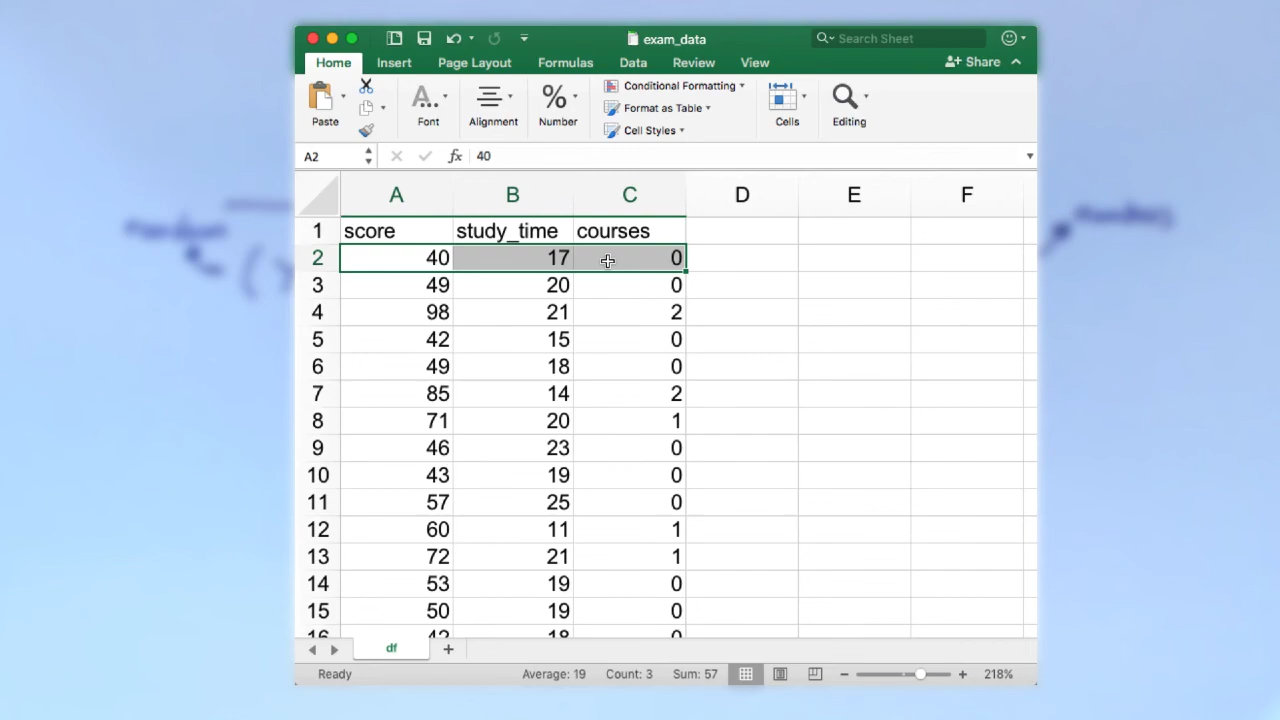 exam_data
Search Sheet
Home Insert Page Layout Formulas Data Review View Share
Conditional Formatting
Format as Table
Cell Styles
Paste Font Alignment Number Cells Editing
A2 fx 40
A B C D E F
1 score study_time courses
2 40 17 0
3 49 20 0
4 98 21 2
5 42 15 0
6 49 18 0
7 85 14 2
8 71 20 1
9 46 23 0
10 43 19 0
11 57 25 0
12 60 11 1
13 72 21 1
14 53 19 0
15 50 19 0
16 42 18 0
df
Ready Average: 19 Count: 3 Sum: 57 218%